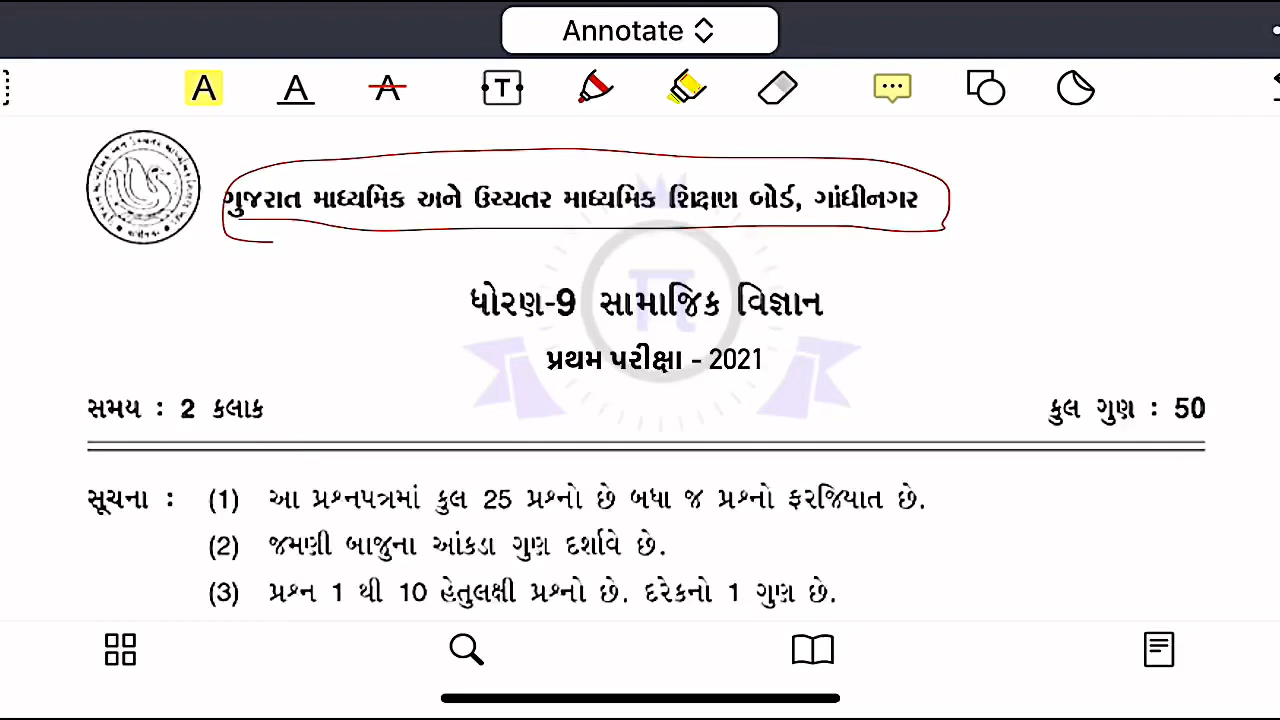 Annotate
A A A T
ગુજરાત માધ્યમિક અને ઉચ્ચતર માધ્યમિક શિક્ષણ બોર્ડ, ગાંધીનગર
ધોરણ-9 સામાજિક વિજ્ઞાન
પ્રથમ પરીક્ષા - 2021
સમય : 2 કલાક કુલ ગુણ : 50
સૂચના : (1) આ પ્રશ્નપત્રમાં કુલ 25 પ્રશ્નો છે બધા જ પ્રશ્નો ફરજિયાત છે.
(2) જમણી બાજુના આંકડા ગુણ દર્શાવે છે.
(3) પ્રશ્ન 1 થી 10 હેતુલક્ષી પ્રશ્નો છે. દરેકનો 1 ગુણ છે.